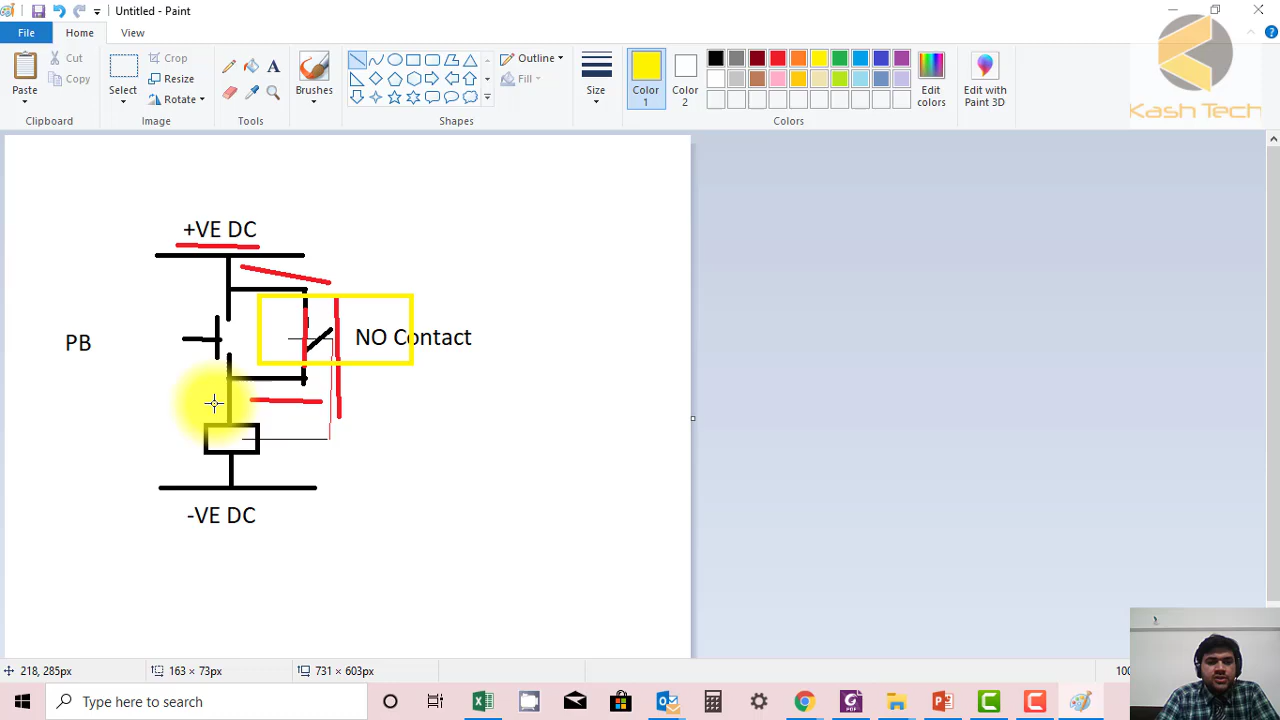 Untitled - Paint
File
Home
View
Paste
Cut
Copy
Clipboard
Select
Crop
Resize
Rotate
Image
A
Tools
Brushes
Outline
Fill
Shapes
Size
Color 1
Color 2
Edit colors
Colors
Edit with Paint 3D
Kash Tech
+VE DC
PB
NO Contact
-VE DC
218, 285px
163 × 73px
731 × 603px
100
Type here to search